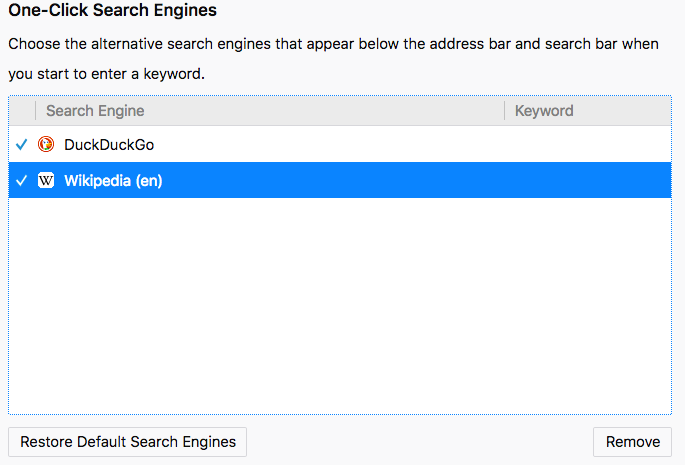 One-Click Search Engines
Choose the alternative search engines that appear below the address bar and search bar when
you start to enter a keyword.
Search Engine Keyword
DuckDuckGo
W Wikipedia (en)
Restore Default Search Engines Remove